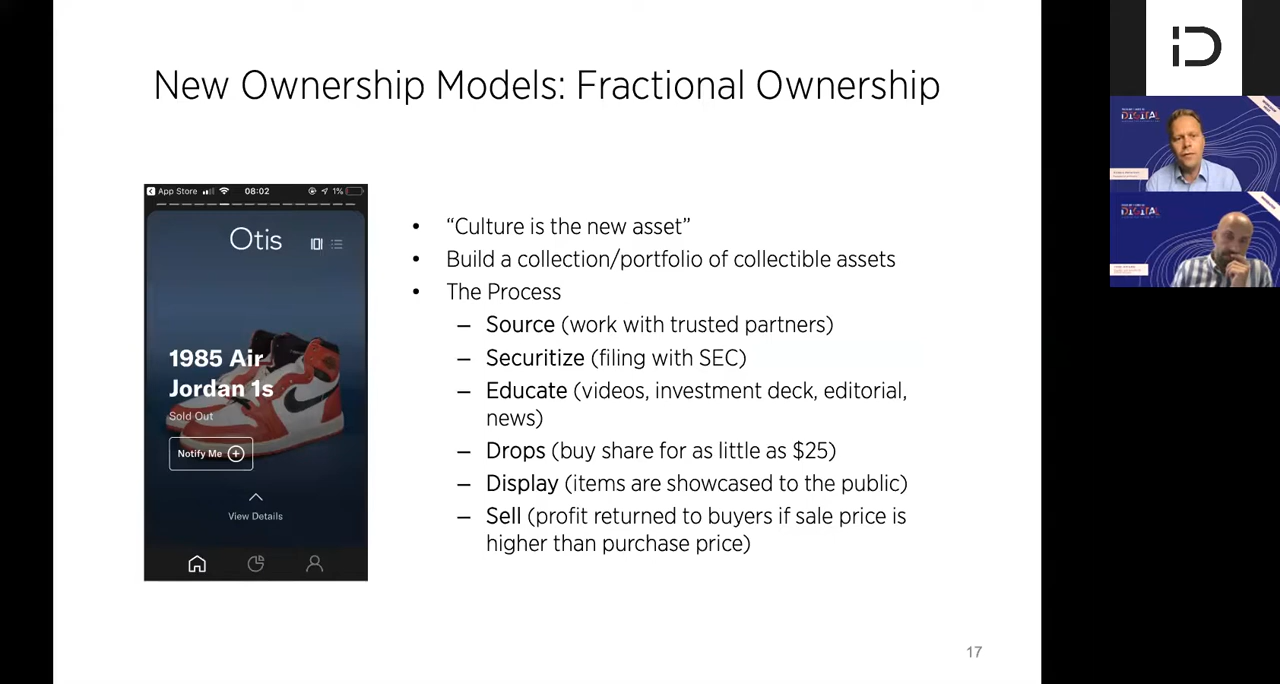 New Ownership Models: Fractional Ownership
App Store 08:02 1%
Otis
1985 Air
Jordan 1s
Sold Out
Notify Me
View Details
• “Culture is the new asset”
• Build a collection/portfolio of collectible assets
• The Process
– Source (work with trusted partners)
– Securitize (filing with SEC)
– Educate (videos, investment deck, editorial,
news)
– Drops (buy share for as little as $25)
– Display (items are showcased to the public)
– Sell (profit returned to buyers if sale price is
higher than purchase price)
17
DIGITAL
DIGITAL